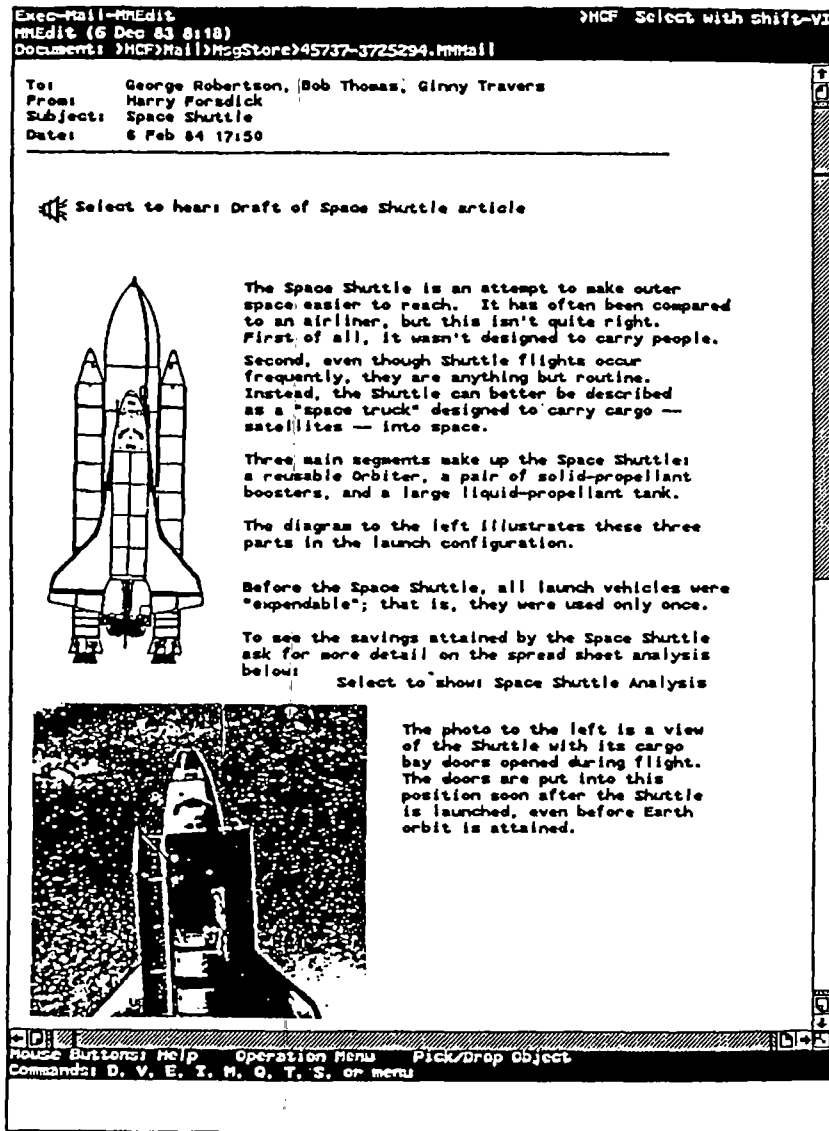 Exec-Mail-MMEdit >HCF Select with Shift-VI
MMEdit (6 Dec 83 8:18)
Document: >HCF>Mail>MsgStore>45737-3725294.MMMail
To: George Robertson, Bob Thomas, Ginny Travers
From: Harry Forsdick
Subject: Space Shuttle
Date: 6 Feb 84 17:50
Select to hear: Draft of Space Shuttle article
The Space Shuttle is an attempt to make outer
space easier to reach. It has often been compared
to an airliner, but this isn't quite right.
First of all, it wasn't designed to carry people.
Second, even though Shuttle flights occur
frequently, they are anything but routine.
Instead, the Shuttle can better be described
as a "space truck" designed to carry cargo —
satellites — into space.
Three main segments make up the Space Shuttle:
a reusable Orbiter, a pair of solid-propellant
boosters, and a large liquid-propellant tank.
The diagram to the left illustrates these three
parts in the launch configuration.
Before the Space Shuttle, all launch vehicles were
"expendable"; that is, they were used only once.
To see the savings attained by the Space Shuttle
ask for more detail on the spread sheet analysis
below:
Select to show: Space Shuttle Analysis
The photo to the left is a view
of the Shuttle with its cargo
bay doors opened during flight.
The doors are put into this
position soon after the Shuttle
is launched, even before Earth
orbit is attained.
Mouse Buttons: Help Operation Menu Pick/Drop Object
Commands: D, V, E, I, M, Q, T, S, or menu